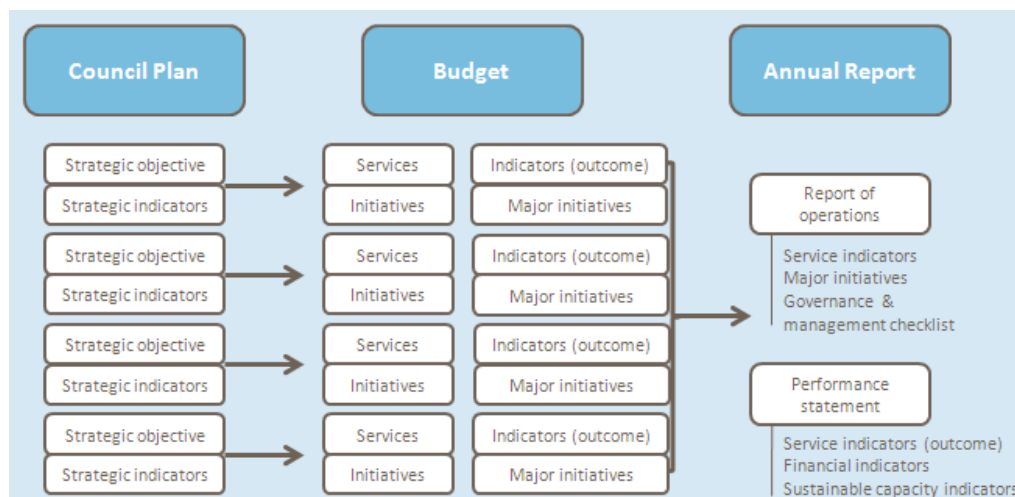 Council Plan
Budget
Annual Report
Strategic objective
Strategic indicators
Services
Initiatives
Indicators (outcome)
Major initiatives
Strategic objective
Strategic indicators
Services
Initiatives
Indicators (outcome)
Major initiatives
Strategic objective
Strategic indicators
Services
Initiatives
Indicators (outcome)
Major initiatives
Strategic objective
Strategic indicators
Services
Initiatives
Indicators (outcome)
Major initiatives
Report of
operations
Service indicators
Major initiatives
Governance &
management checklist
Performance
statement
Service indicators (outcome)
Financial indicators
Sustainable capacity indicators